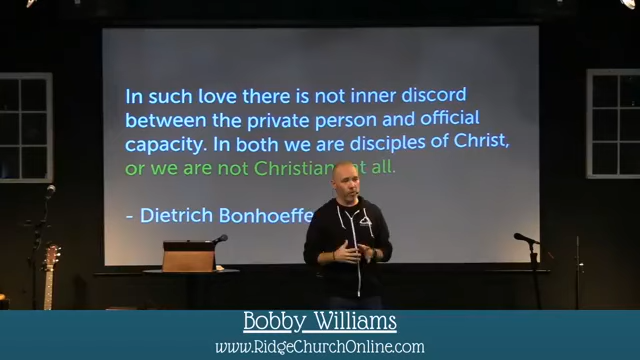 In such love there is not inner discord
between the private person and official
capacity. In both we are disciples of Christ,
or we are not Christian at all.
- Dietrich Bonhoeffe
Bobby Williams
www.RidgeChurchOnline.com